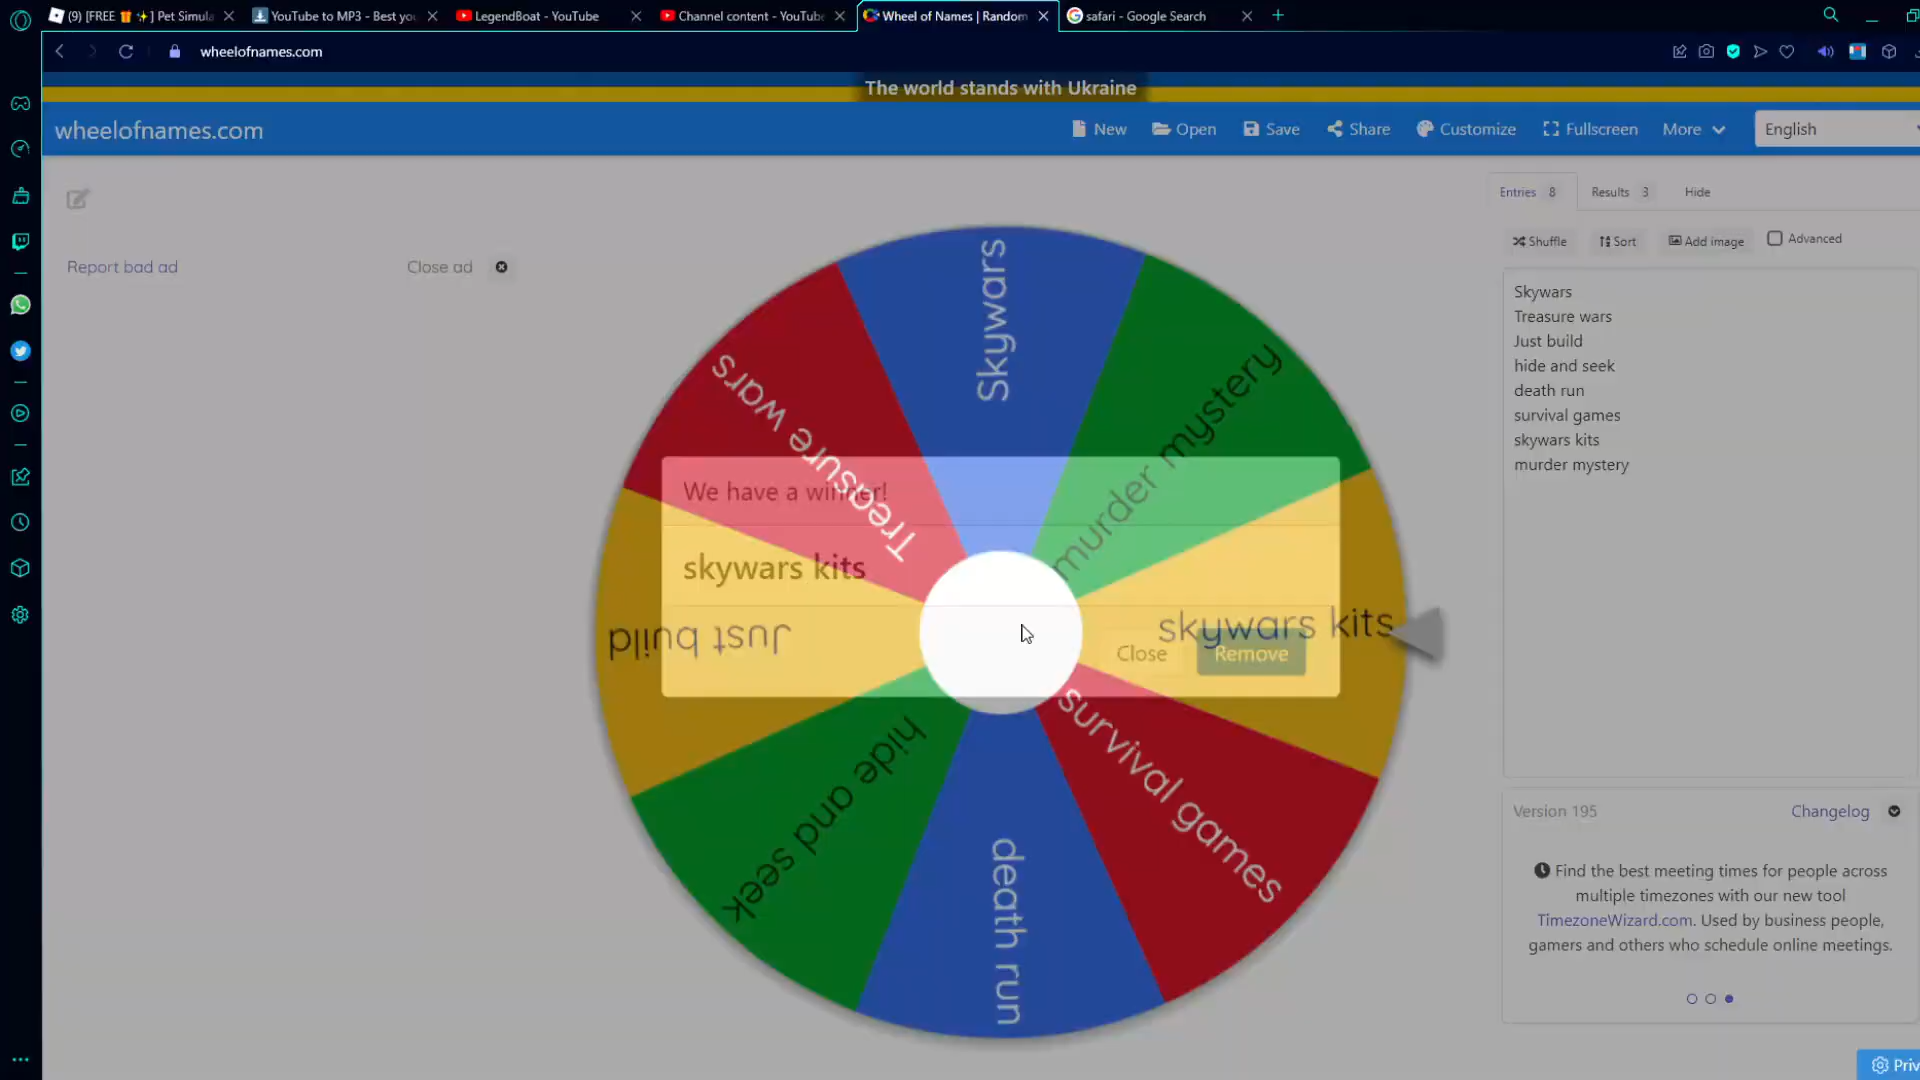 (9) [FREE 🎁✨] Pet Simula
YouTube to MP3 - Best you
LegendBoat - YouTube
Channel content - YouTube
Wheel of Names | Random
safari - Google Search
wheelofnames.com
The world stands with Ukraine
wheelofnames.com
New
Open
Save
Share
Customize
Fullscreen
More
English
Report bad ad
Close ad
Entries 8
Results 3
Hide
Shuffle
Sort
Add image
Advanced
Skywars
Treasure wars
Just build
hide and seek
death run
survival games
skywars kits
murder mystery
Skywars
murder mystery
skywars kits
survival games
death run
hide and seek
Just build
Treasure wars
We have a winner!
skywars kits
Close
Remove
Version 195
Changelog
Find the best meeting times for people across
multiple timezones with our new tool
TimezoneWizard.com. Used by business people,
gamers and others who schedule online meetings.
Priv